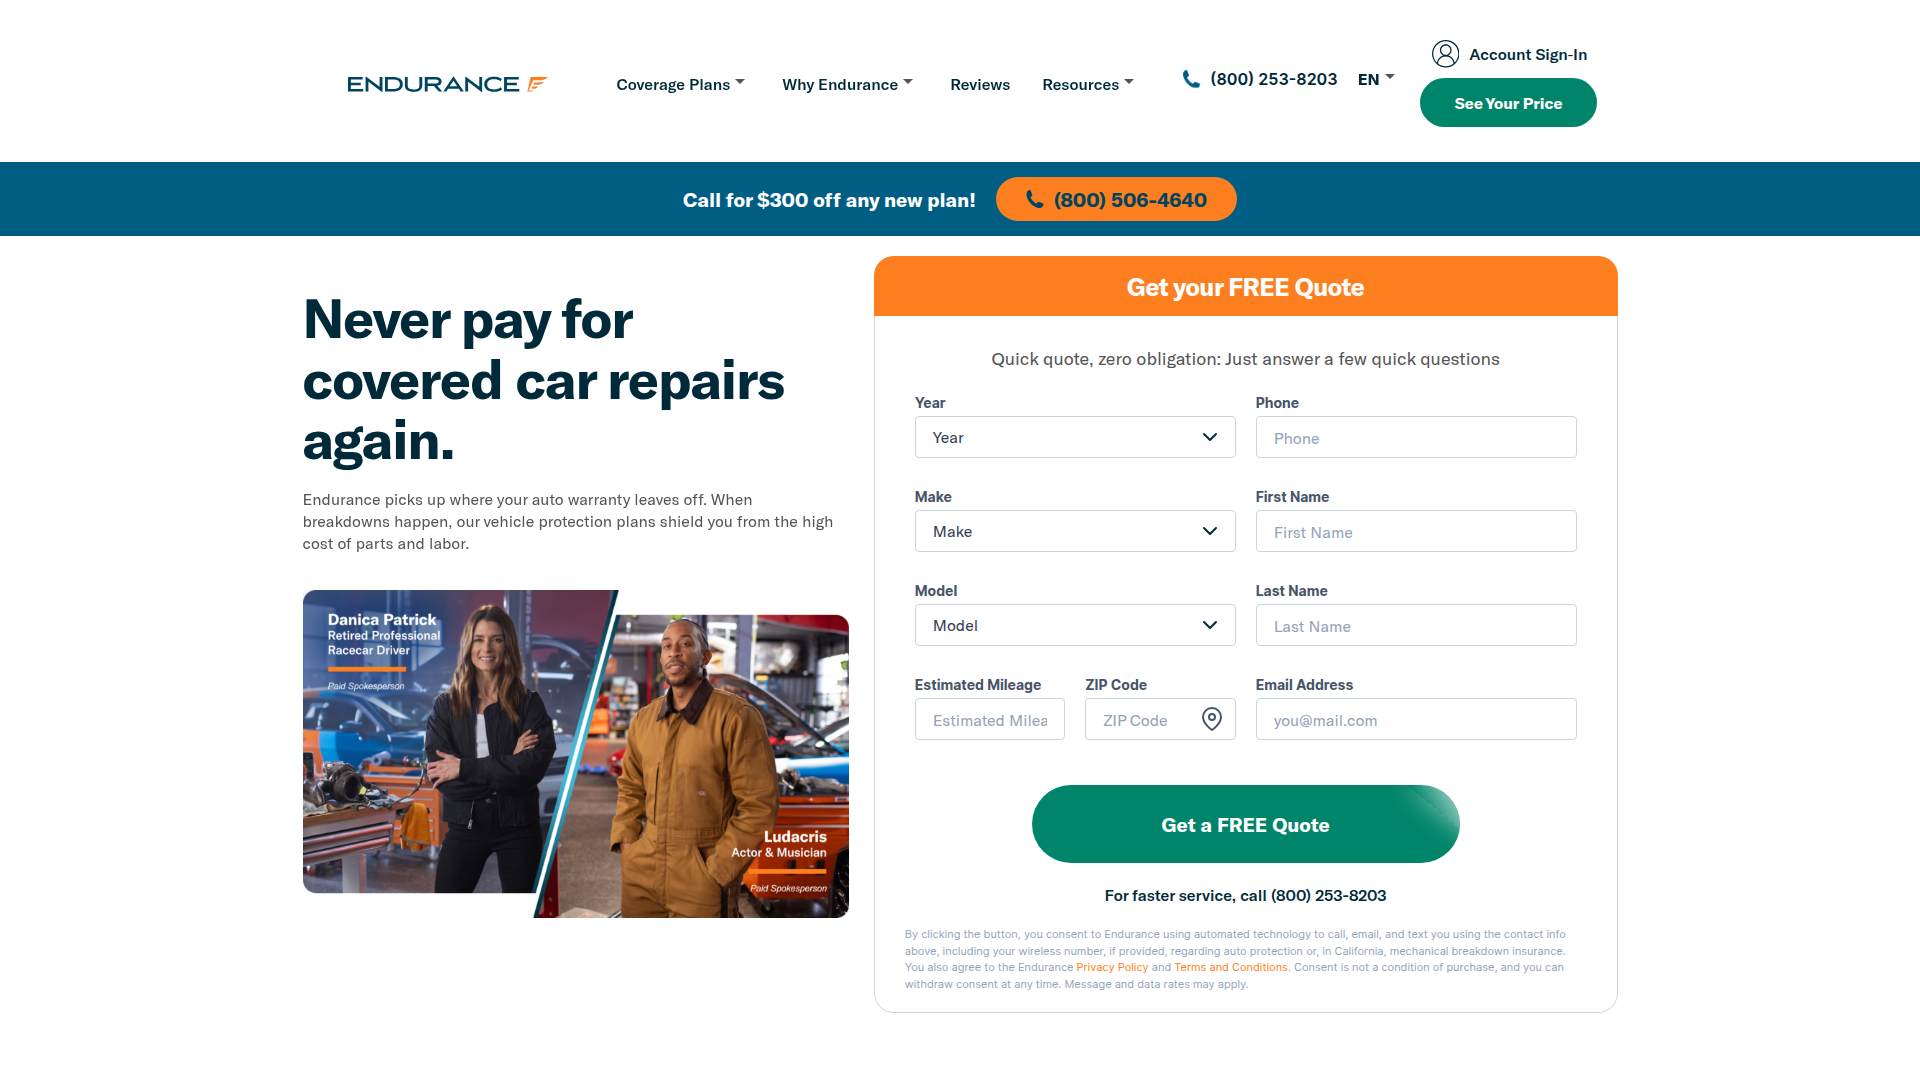 ENDURANCE
Coverage Plans
Why Endurance
Reviews
Resources
(800) 253-8203
EN
Account Sign-In
See Your Price
Call for $300 off any new plan!
(800) 506-4640
Never pay for
covered car repairs
again.
Endurance picks up where your auto warranty leaves off. When
breakdowns happen, our vehicle protection plans shield you from the high
cost of parts and labor.
Danica Patrick
Retired Professional
Racecar Driver
Paid Spokesperson
Ludacris
Actor & Musician
Paid Spokesperson
Get your FREE Quote
Quick quote, zero obligation: Just answer a few quick questions
Year
Year
Phone
Phone
Make
Make
First Name
First Name
Model
Model
Last Name
Last Name
Estimated Mileage
Estimated Milea
ZIP Code
ZIP Code
Email Address
you@mail.com
Get a FREE Quote
For faster service, call (800) 253-8203
By clicking the button, you consent to Endurance using automated technology to call, email, and text you using the contact info
above, including your wireless number, if provided, regarding auto protection or, in California, mechanical breakdown insurance.
You also agree to the Endurance Privacy Policy and Terms and Conditions. Consent is not a condition of purchase, and you can
withdraw consent at any time. Message and data rates may apply.